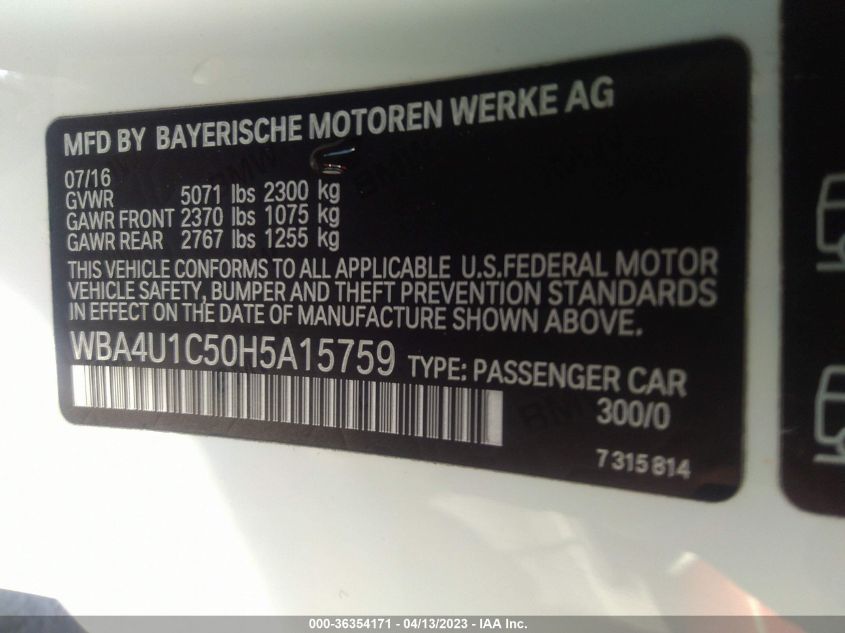 MFD BY BAYERISCHE MOTOREN WERKE AG
07/16
GVWR 5071 lbs 2300 kg
GAWR FRONT 2370 lbs 1075 kg
GAWR REAR 2767 lbs 1255 kg
THIS VEHICLE CONFORMS TO ALL APPLICABLE U.S.FEDERAL MOTOR
VEHICLE SAFETY, BUMPER AND THEFT PREVENTION STANDARDS
IN EFFECT ON THE DATE OF MANUFACTURE SHOWN ABOVE.
WBA4U1C50H5A15759 TYPE: PASSENGER CAR
300/0
7 315 814
000-36354171 - 04/13/2023 - IAA Inc.